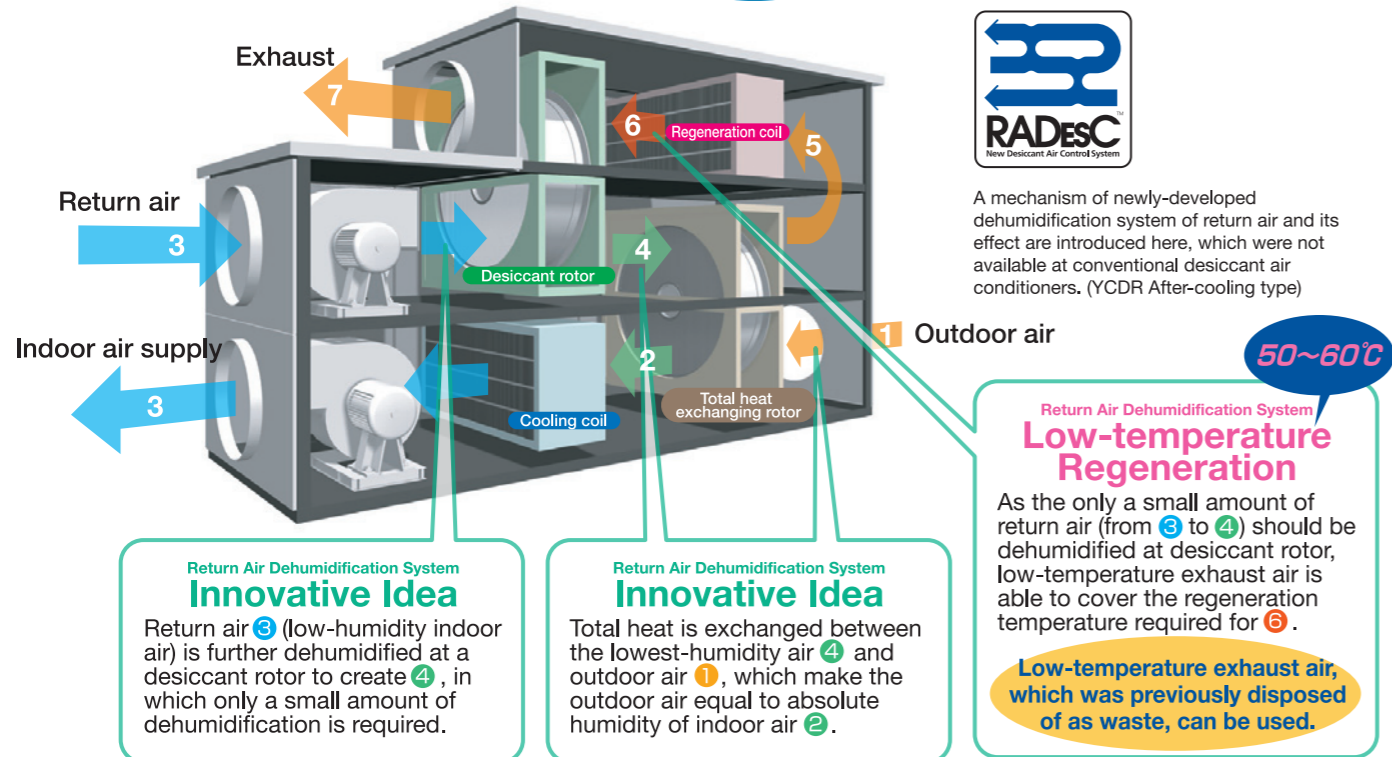 Exhaust
7
6
Regeneration coil
5
Return air
3
4
Desiccant rotor
Indoor air supply
3
Cooling coil
2
Total heat
exchanging rotor
1
Outdoor air
RADESC™
New Desiccant Air Control System
A mechanism of newly-developed
dehumidification system of return air and its
effect are introduced here, which were not
available at conventional desiccant air
conditioners. (YCDR After-cooling type)
50~60℃
Return Air Dehumidification System
Innovative Idea
Return air ③ (low-humidity indoor
air) is further dehumidified at a
desiccant rotor to create ④ , in
which only a small amount of
dehumidification is required.
Return Air Dehumidification System
Innovative Idea
Total heat is exchanged between
the lowest-humidity air ④ and
outdoor air ①, which make the
outdoor air equal to absolute
humidity of indoor air ②.
Return Air Dehumidification System
Low-temperature
Regeneration
As the only a small amount of
return air (from ③ to ④) should be
dehumidified at desiccant rotor,
low-temperature exhaust air is
able to cover the regeneration
temperature required for ⑥ .
Low-temperature exhaust air,
which was previously disposed
of as waste, can be used.